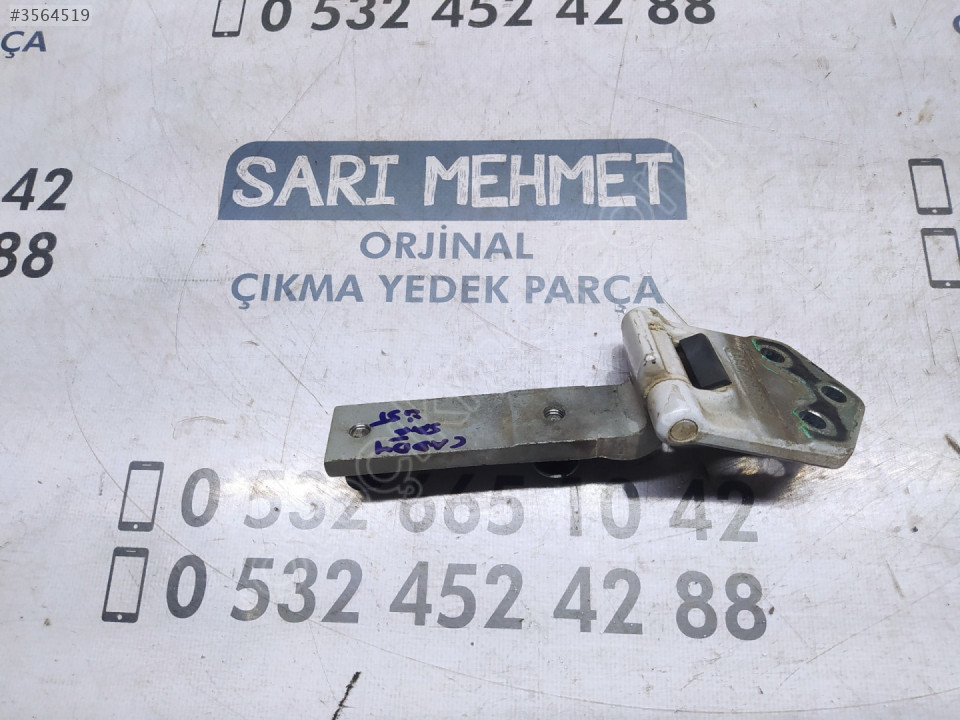 #3564519
0 532 452 42 88
ÇA
42
88
SARI MEHMET
ORJİNAL
ÇIKMA YEDEK PARÇA
ÜST
CADDY
0 532 665 10 42
0 532 452 42 88